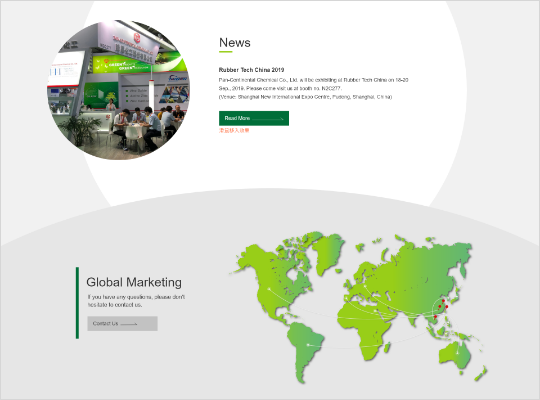 News
Rubber Tech China 2019
Pan-Continental Chemical Co., Ltd. will be exhibiting at Rubber Tech China on 18-20
Sep., 2019. Please come visit us at booth no. N2C277.
(Venue: Shanghai New International Expo Centre, Pudong, Shanghai, China)
Read More
Global Marketing
If you have any questions, please don't
hesitate to contact us.
Contact Us